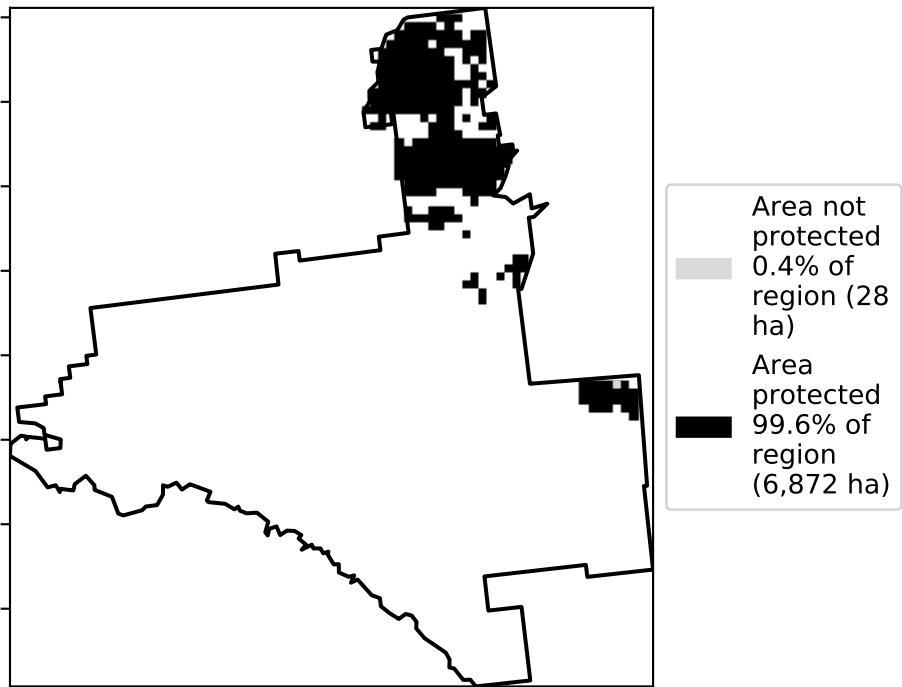 Area not
protected
0.4% of
region (28
ha)
Area
protected
99.6% of
region
(6,872 ha)